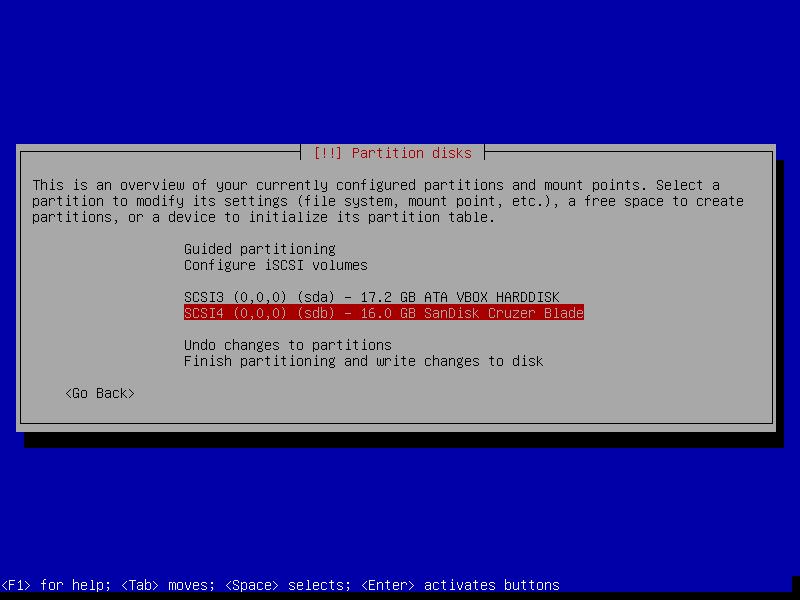 [!!] Partition disks
This is an overview of your currently configured partitions and mount points. Select a
partition to modify its settings (file system, mount point, etc.), a free space to create
partitions, or a device to initialize its partition table.
Guided partitioning
Configure iSCSI volumes
SCSI3 (0,0,0) (sda) - 17.2 GB ATA VBOX HARDDISK
SCSI4 (0,0,0) (sdb) - 16.0 GB SanDisk Cruzer Blade
Undo changes to partitions
Finish partitioning and write changes to disk
<Go Back>
<F1> for help; <Tab> moves; <Space> selects; <Enter> activates buttons